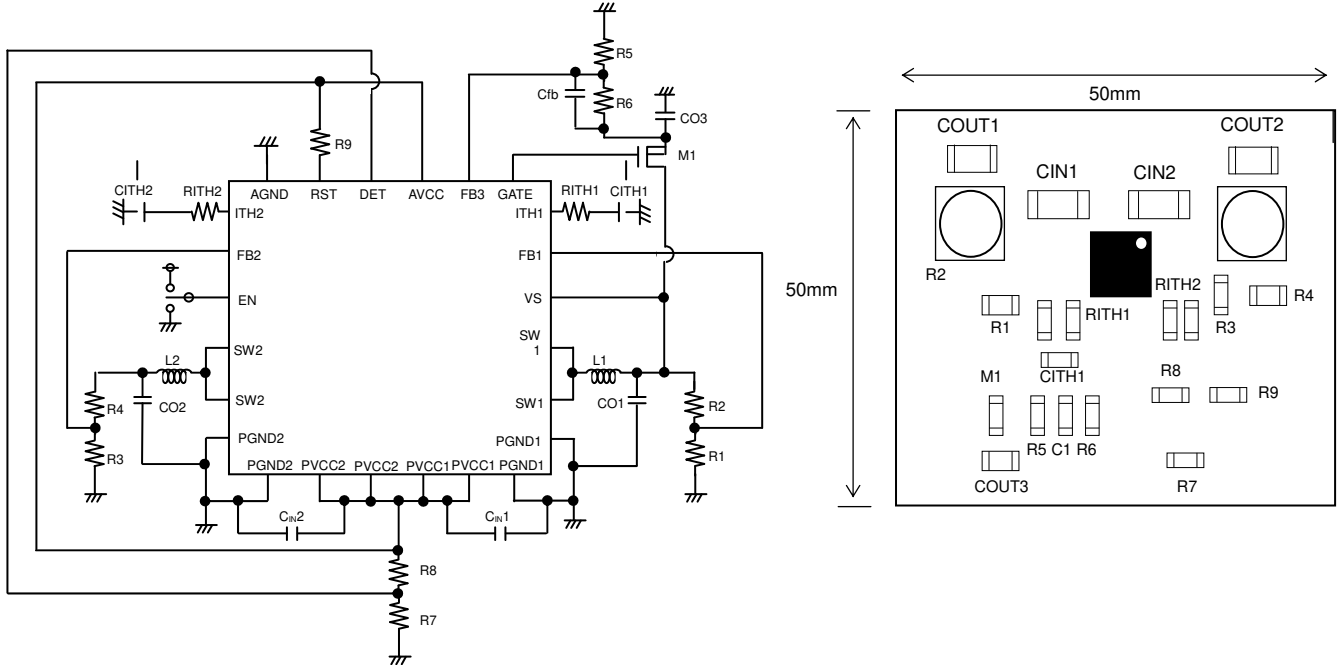 R5
Cfb
R6
CO3
R9
M1
CITH2
RITH2
AGND
RST
DET
AVCC
FB3
GATE
RITH1
CITH1
ITH2
ITH1
FB2
FB1
EN
VS
SW2
SW
1
L2
L1
SW2
SW1
R4
CO2
CO1
R2
PGND2
PGND1
R3
R1
PGND2
PVCC2
PVCC2
PVCC1
PVCC1
PGND1
CIN2
CIN1
R8
R7
50mm
COUT1
COUT2
CIN1
CIN2
R2
50mm
RITH2
R1
RITH1
R3
R4
M1
CITH1
R8
R9
R5 C1 R6
COUT3
R7